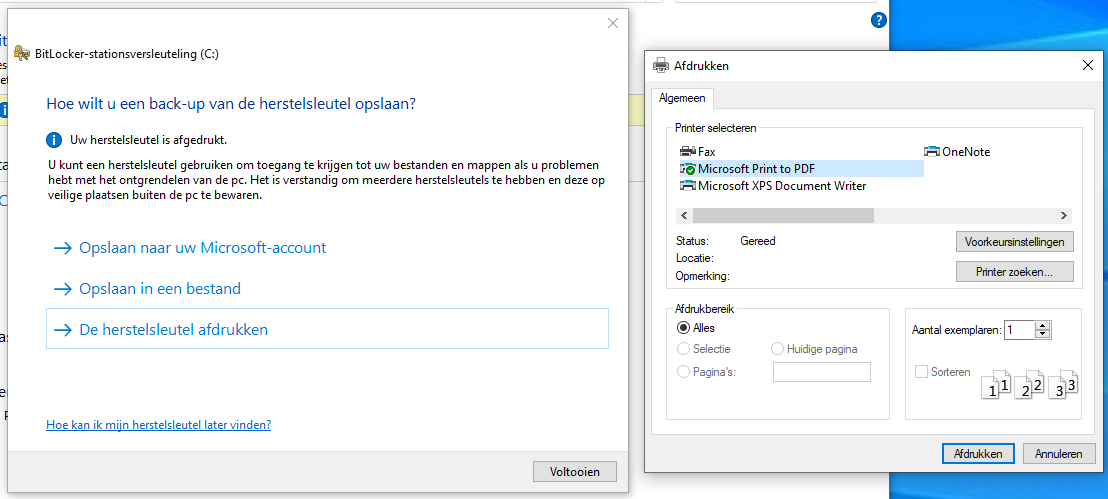 BitLocker-stationsversleuteling (C:)
Hoe wilt u een back-up van de herstelsleutel opslaan?
Uw herstelsleutel is afgedrukt.
U kunt een herstelsleutel gebruiken om toegang te krijgen tot uw bestanden en mappen als u problemen
hebt met het ontgrendelen van de pc. Het is verstandig om meerdere herstelsleutels te hebben en deze op
veilige plaatsen buiten de pc te bewaren.
Opslaan naar uw Microsoft-account
Opslaan in een bestand
De herstelsleutel afdrukken
Hoe kan ik mijn herstelsleutel later vinden?
Voltooien
Afdrukken
Algemeen
Printer selecteren
Fax
OneNote
Microsoft Print to PDF
Microsoft XPS Document Writer
Status: Gereed
Voorkeursinstellingen
Locatie:
Opmerking:
Printer zoeken...
Afdrukbereik
Alles
Selectie
Huidige pagina
Pagina's:
Aantal exemplaren: 1
Sorteren
1 1 2 2 3 3
Afdrukken
Annuleren